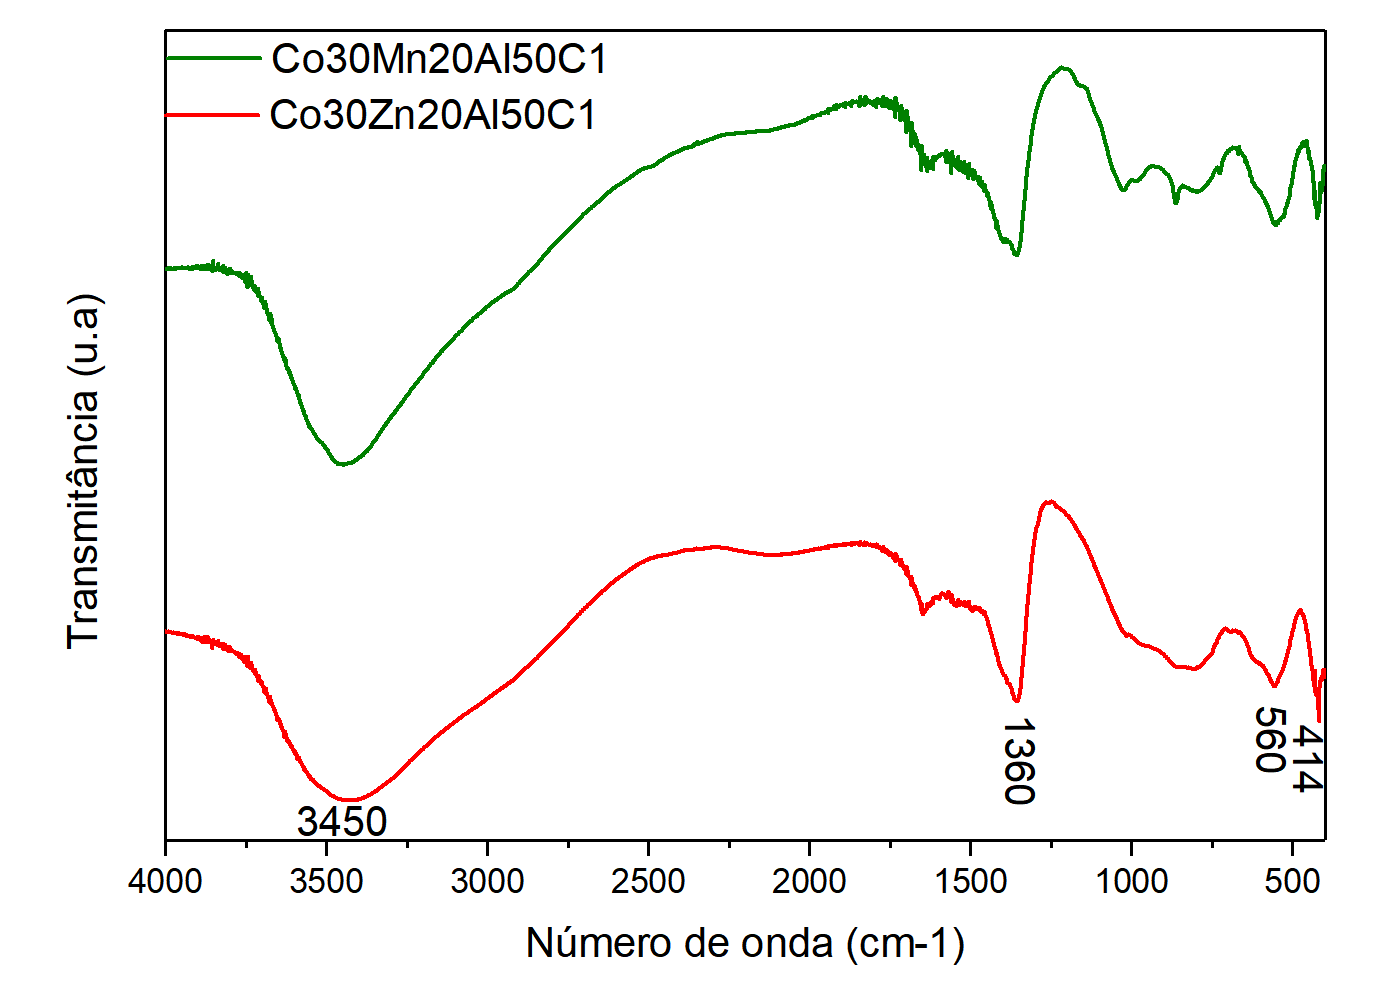 Co30Mn20Al50C1
Co30Zn20Al50C1
Transmitância (u.a)
3450
1360
560
414
4000 3500 3000 2500 2000 1500 1000 500
Número de onda (cm-1)